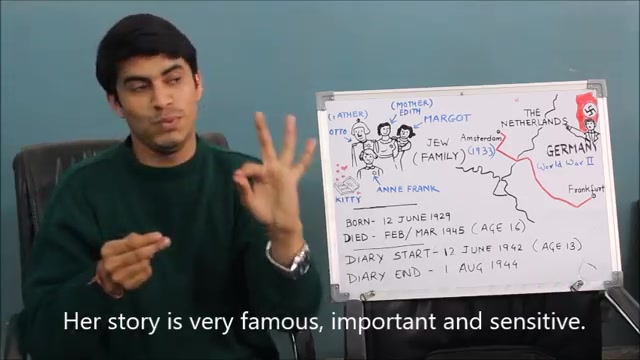 (MOTHER)
EDITH
(FATHER)
OTTO
MARGOT
THE
NETHERLANDS
Amsterdam
(1933)
JEW
(FAMILY)
GERMANY
World War II
Frankfurt
ANNE FRANK
KITTY
BORN- 12 JUNE 1929
DIED - FEB/MAR 1945 (AGE 16)
DIARY START- 12 JUNE 1942 (AGE 13)
DIARY END - 1 AUG 1944
Her story is very famous, important and sensitive.